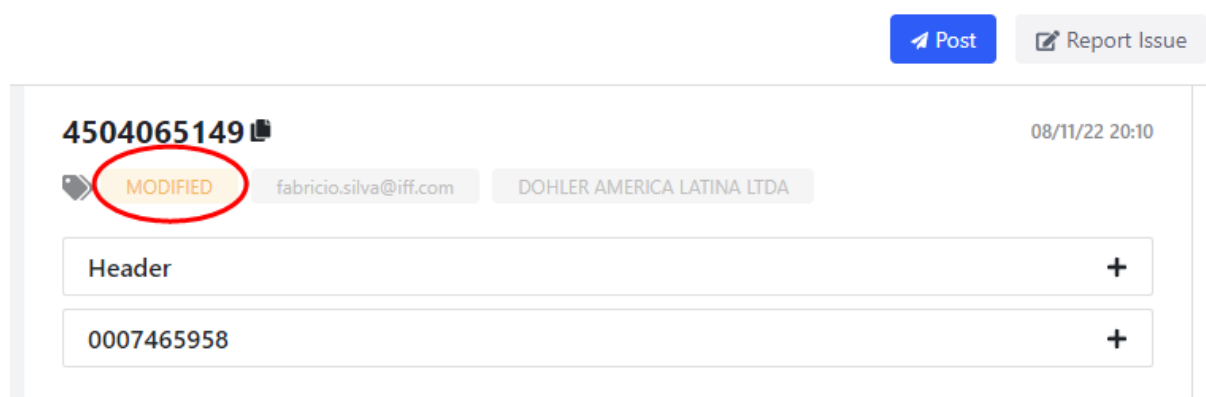 Post Report Issue
4504065149 08/11/22 20:10
MODIFIED fabricio.silva@iff.com DOHLER AMERICA LATINA LTDA
Header
0007465958